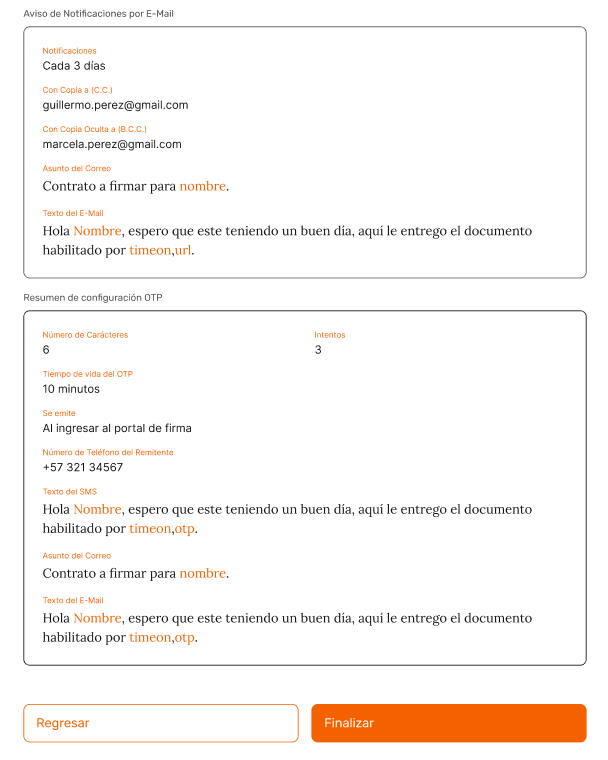 Aviso de Notificaciones por E-Mail
Notificaciones
Cada 3 días
Con Copia a (C.C.)
guillermo.perez@gmail.com
Con Copia Oculta a (B.C.C.)
marcela.perez@gmail.com
Asunto del Correo
Contrato a firmar para nombre.
Texto del E-Mail
Hola Nombre, espero que este teniendo un buen día, aquí le entrego el documento
habilitado por timeon,url.
Resumen de configuración OTP
Número de Carácteres
6
Intentos
3
Tiempo de vida del OTP
10 minutos
Se emite
Al ingresar al portal de firma
Número de Teléfono del Remitente
+57 321 34567
Texto del SMS
Hola Nombre, espero que este teniendo un buen día, aquí le entrego el documento
habilitado por timeon,otp.
Asunto del Correo
Contrato a firmar para nombre.
Texto del E-Mail
Hola Nombre, espero que este teniendo un buen día, aquí le entrego el documento
habilitado por timeon,otp.
Regresar
Finalizar